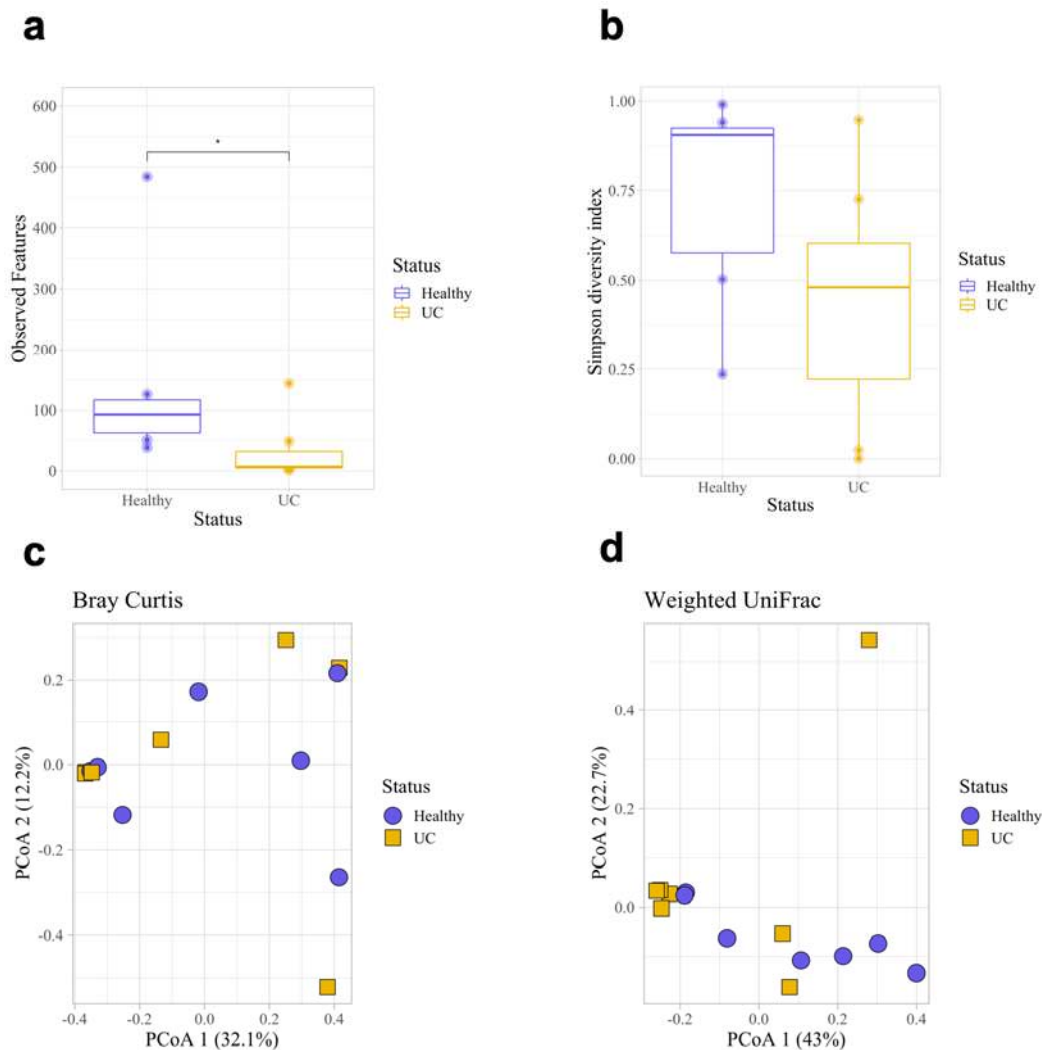 a
600
500
400
300
200
100
0
Observed Features
*
Healthy
UC
Status
Status
Healthy
UC
b
1.00
0.75
0.50
0.25
0.00
Simpson diversity index
Healthy
UC
Status
Status
Healthy
UC
c
Bray Curtis
0.2
0.0
-0.2
-0.4
PCoA 2 (12.2%)
-0.4
-0.2
0.0
0.2
0.4
PCoA 1 (32.1%)
Status
Healthy
UC
d
Weighted UniFrac
0.4
0.2
0.0
PCoA 2 (22.7%)
-0.2
0.0
0.2
0.4
PCoA 1 (43%)
Status
Healthy
UC